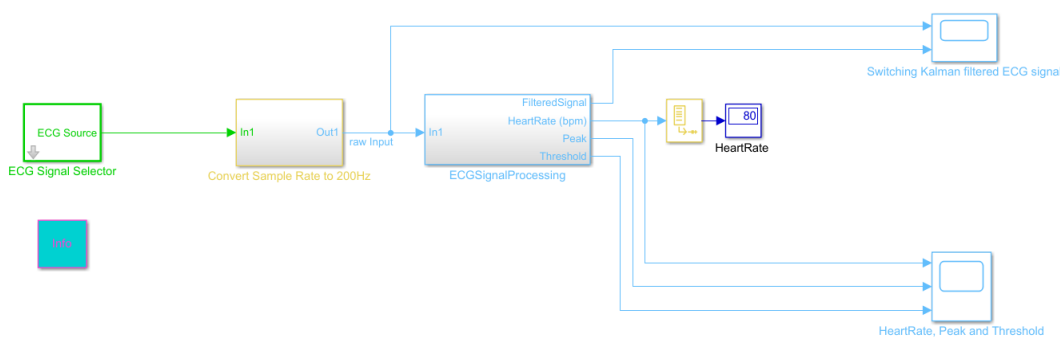 Switching Kalman filtered ECG signal
ECG Source
ECG Signal Selector
In1
Out1
Convert Sample Rate to 200Hz
raw Input
In1
FilteredSignal
HeartRate (bpm)
Peak
Threshold
ECGSignalProcessing
80
HeartRate
Info
HeartRate, Peak and Threshold